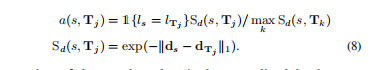 a(s, T_j) = 𝟙{l_s = l_{T_j}} S_d(s, T_j)/ max_k S_d(s, T_k)
S_d(s, T_j) = exp(−‖d_s − d_{T_j}‖_1). (8)